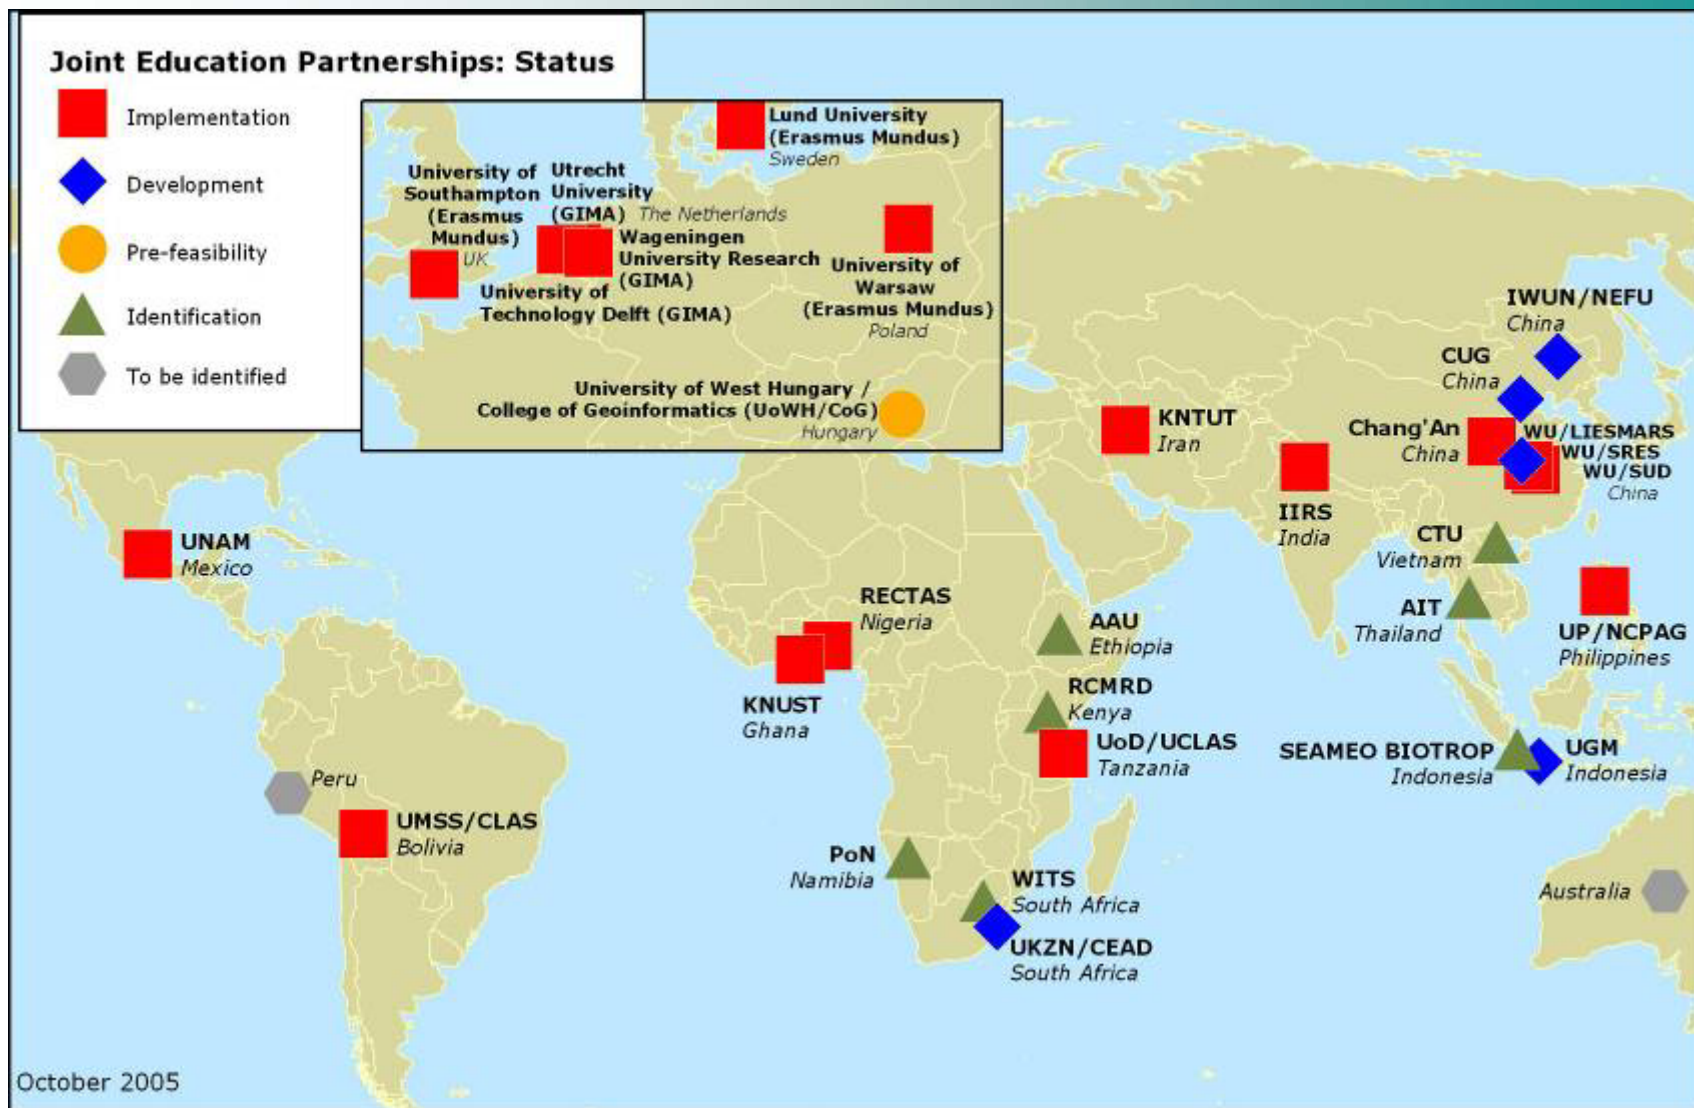 Joint Education Partnerships: Status
Implementation
Development
Pre-feasibility
Identification
To be identified
Lund University
(Erasmus Mundus)
Sweden
University of
Southampton
(Erasmus
Mundus)
UK
Utrecht
University
(GIMA)
The Netherlands
Wageningen
University Research
(GIMA)
University of
Technology Delft (GIMA)
University of
Warsaw
(Erasmus Mundus)
Poland
University of West Hungary /
College of Geoinformatics (UoWH/CoG)
Hungary
IWUN/NEFU
China
CUG
China
Chang'An
China
WU/LIESMARS
WU/SRES
WU/SUD
China
KNTUT
Iran
IIRS
India
CTU
Vietnam
AIT
Thailand
UP/NCPAG
Philippines
UNAM
Mexico
RECTAS
Nigeria
KNUST
Ghana
AAU
Ethiopia
RCMRD
Kenya
UoD/UCLAS
Tanzania
SEAMEO BIOTROP
Indonesia
UGM
Indonesia
Peru
UMSS/CLAS
Bolivia
PoN
Namibia
WITS
South Africa
UKZN/CEAD
South Africa
Australia
October 2005